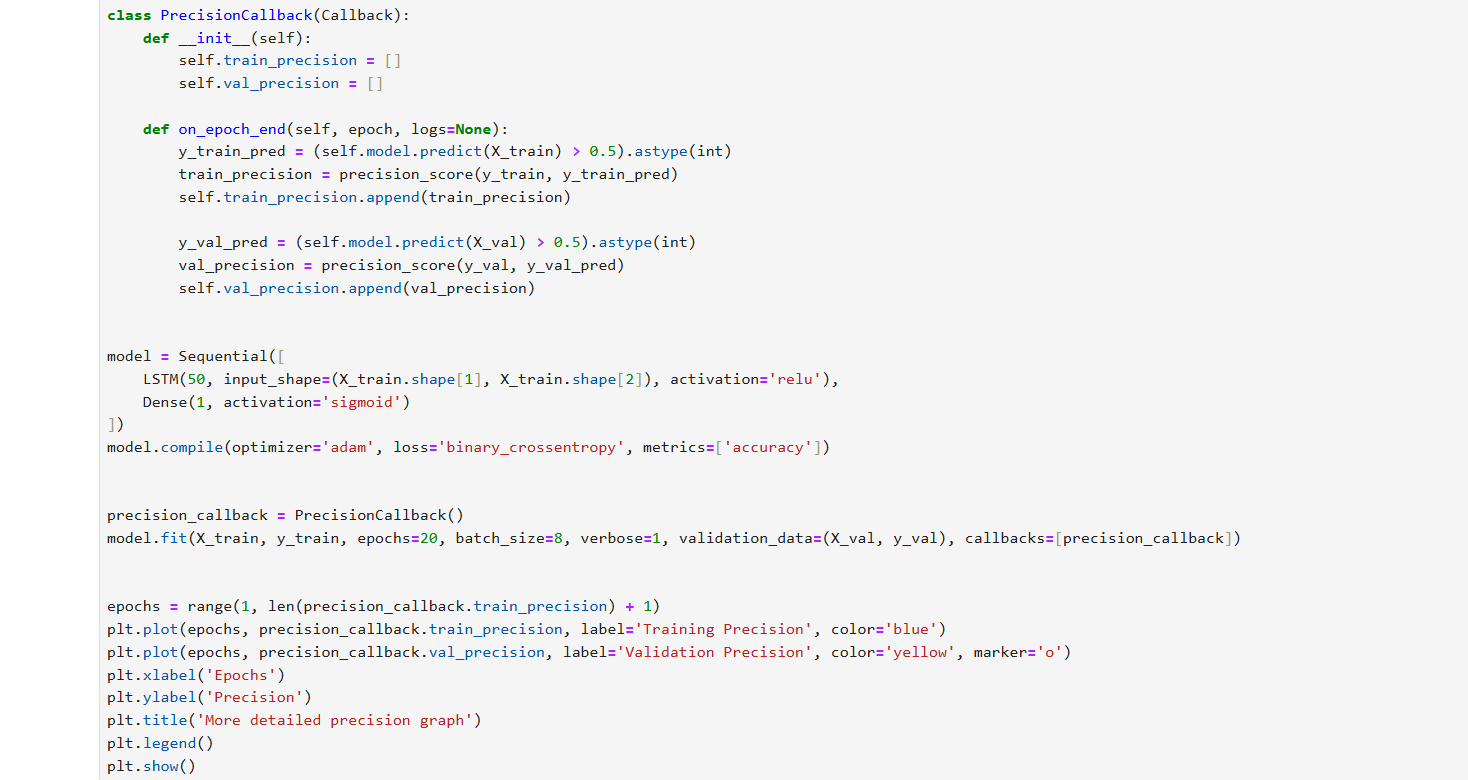 class PrecisionCallback(Callback):
    def __init__(self):
        self.train_precision = []
        self.val_precision = []

    def on_epoch_end(self, epoch, logs=None):
        y_train_pred = (self.model.predict(X_train) > 0.5).astype(int)
        train_precision = precision_score(y_train, y_train_pred)
        self.train_precision.append(train_precision)

        y_val_pred = (self.model.predict(X_val) > 0.5).astype(int)
        val_precision = precision_score(y_val, y_val_pred)
        self.val_precision.append(val_precision)


model = Sequential([
    LSTM(50, input_shape=(X_train.shape[1], X_train.shape[2]), activation='relu'),
    Dense(1, activation='sigmoid')
])
model.compile(optimizer='adam', loss='binary_crossentropy', metrics=['accuracy'])


precision_callback = PrecisionCallback()
model.fit(X_train, y_train, epochs=20, batch_size=8, verbose=1, validation_data=(X_val, y_val), callbacks=[precision_callback])


epochs = range(1, len(precision_callback.train_precision) + 1)
plt.plot(epochs, precision_callback.train_precision, label='Training Precision', color='blue')
plt.plot(epochs, precision_callback.val_precision, label='Validation Precision', color='yellow', marker='o')
plt.xlabel('Epochs')
plt.ylabel('Precision')
plt.title('More detailed precision graph')
plt.legend()
plt.show()